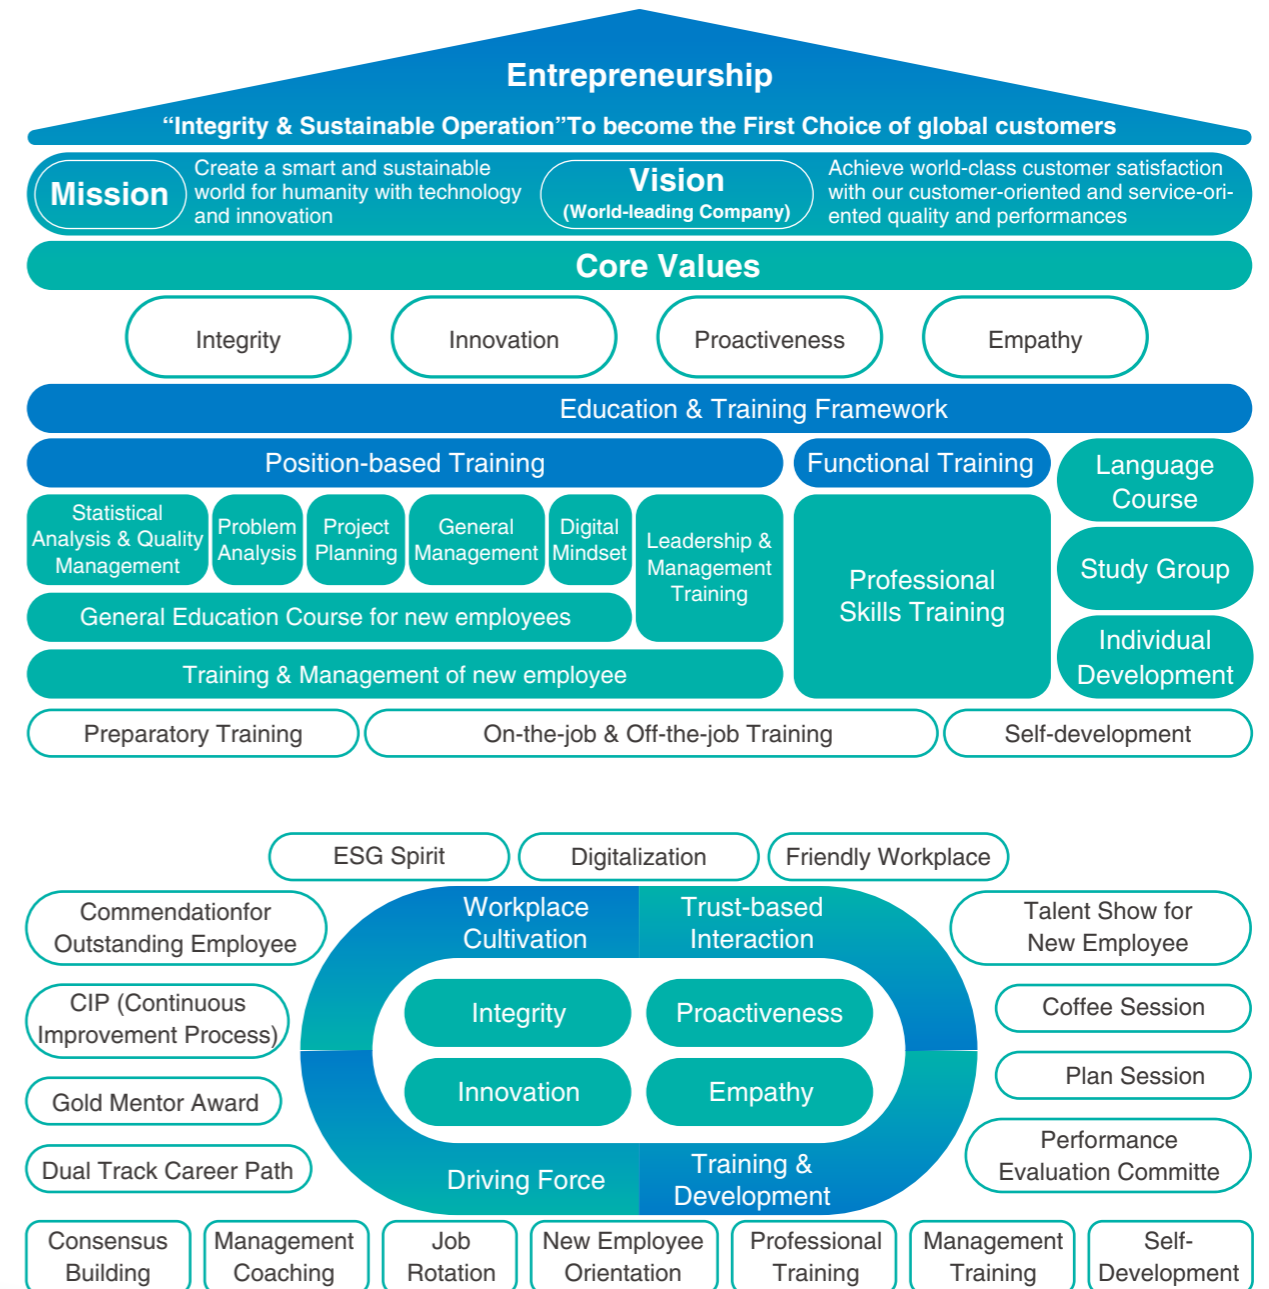 Entrepreneurship
“Integrity & Sustainable Operation”To become the First Choice of global customers
Mission
Create a smart and sustainable
world for humanity with technology
and innovation
Vision
(World-leading Company)
Achieve world-class customer satisfaction
with our customer-oriented and service-ori-
ented quality and performances
Core Values
Integrity
Innovation
Proactiveness
Empathy
Education & Training Framework
Position-based Training
Functional Training
Language
Course
Statistical
Analysis & Quality
Management
Problem
Analysis
Project
Planning
General
Management
Digital
Mindset
Leadership &
Management
Training
Professional
Skills Training
Study Group
General Education Course for new employees
Individual
Development
Training & Management of new employee
Preparatory Training
On-the-job & Off-the-job Training
Self-development
ESG Spirit
Digitalization
Friendly Workplace
Commendationfor
Outstanding Employee
Workplace
Cultivation
Trust-based
Interaction
Talent Show for
New Employee
CIP (Continuous
Improvement Process)
Integrity
Proactiveness
Coffee Session
Plan Session
Gold Mentor Award
Innovation
Empathy
Performance
Evaluation Committe
Dual Track Career Path
Driving Force
Training &
Development
Consensus
Building
Management
Coaching
Job
Rotation
New Employee
Orientation
Professional
Training
Management
Training
Self-
Development